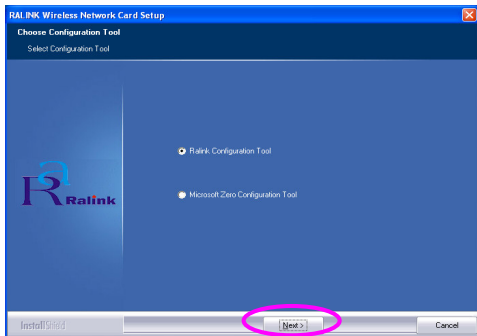 RALINK Wireless Network Card Setup
Choose Configuration Tool
Select Configuration Tool
Ralink Configuration Tool
Ralink
Microsoft Zero Configuration Tool
InstallShield
Next >
Cancel